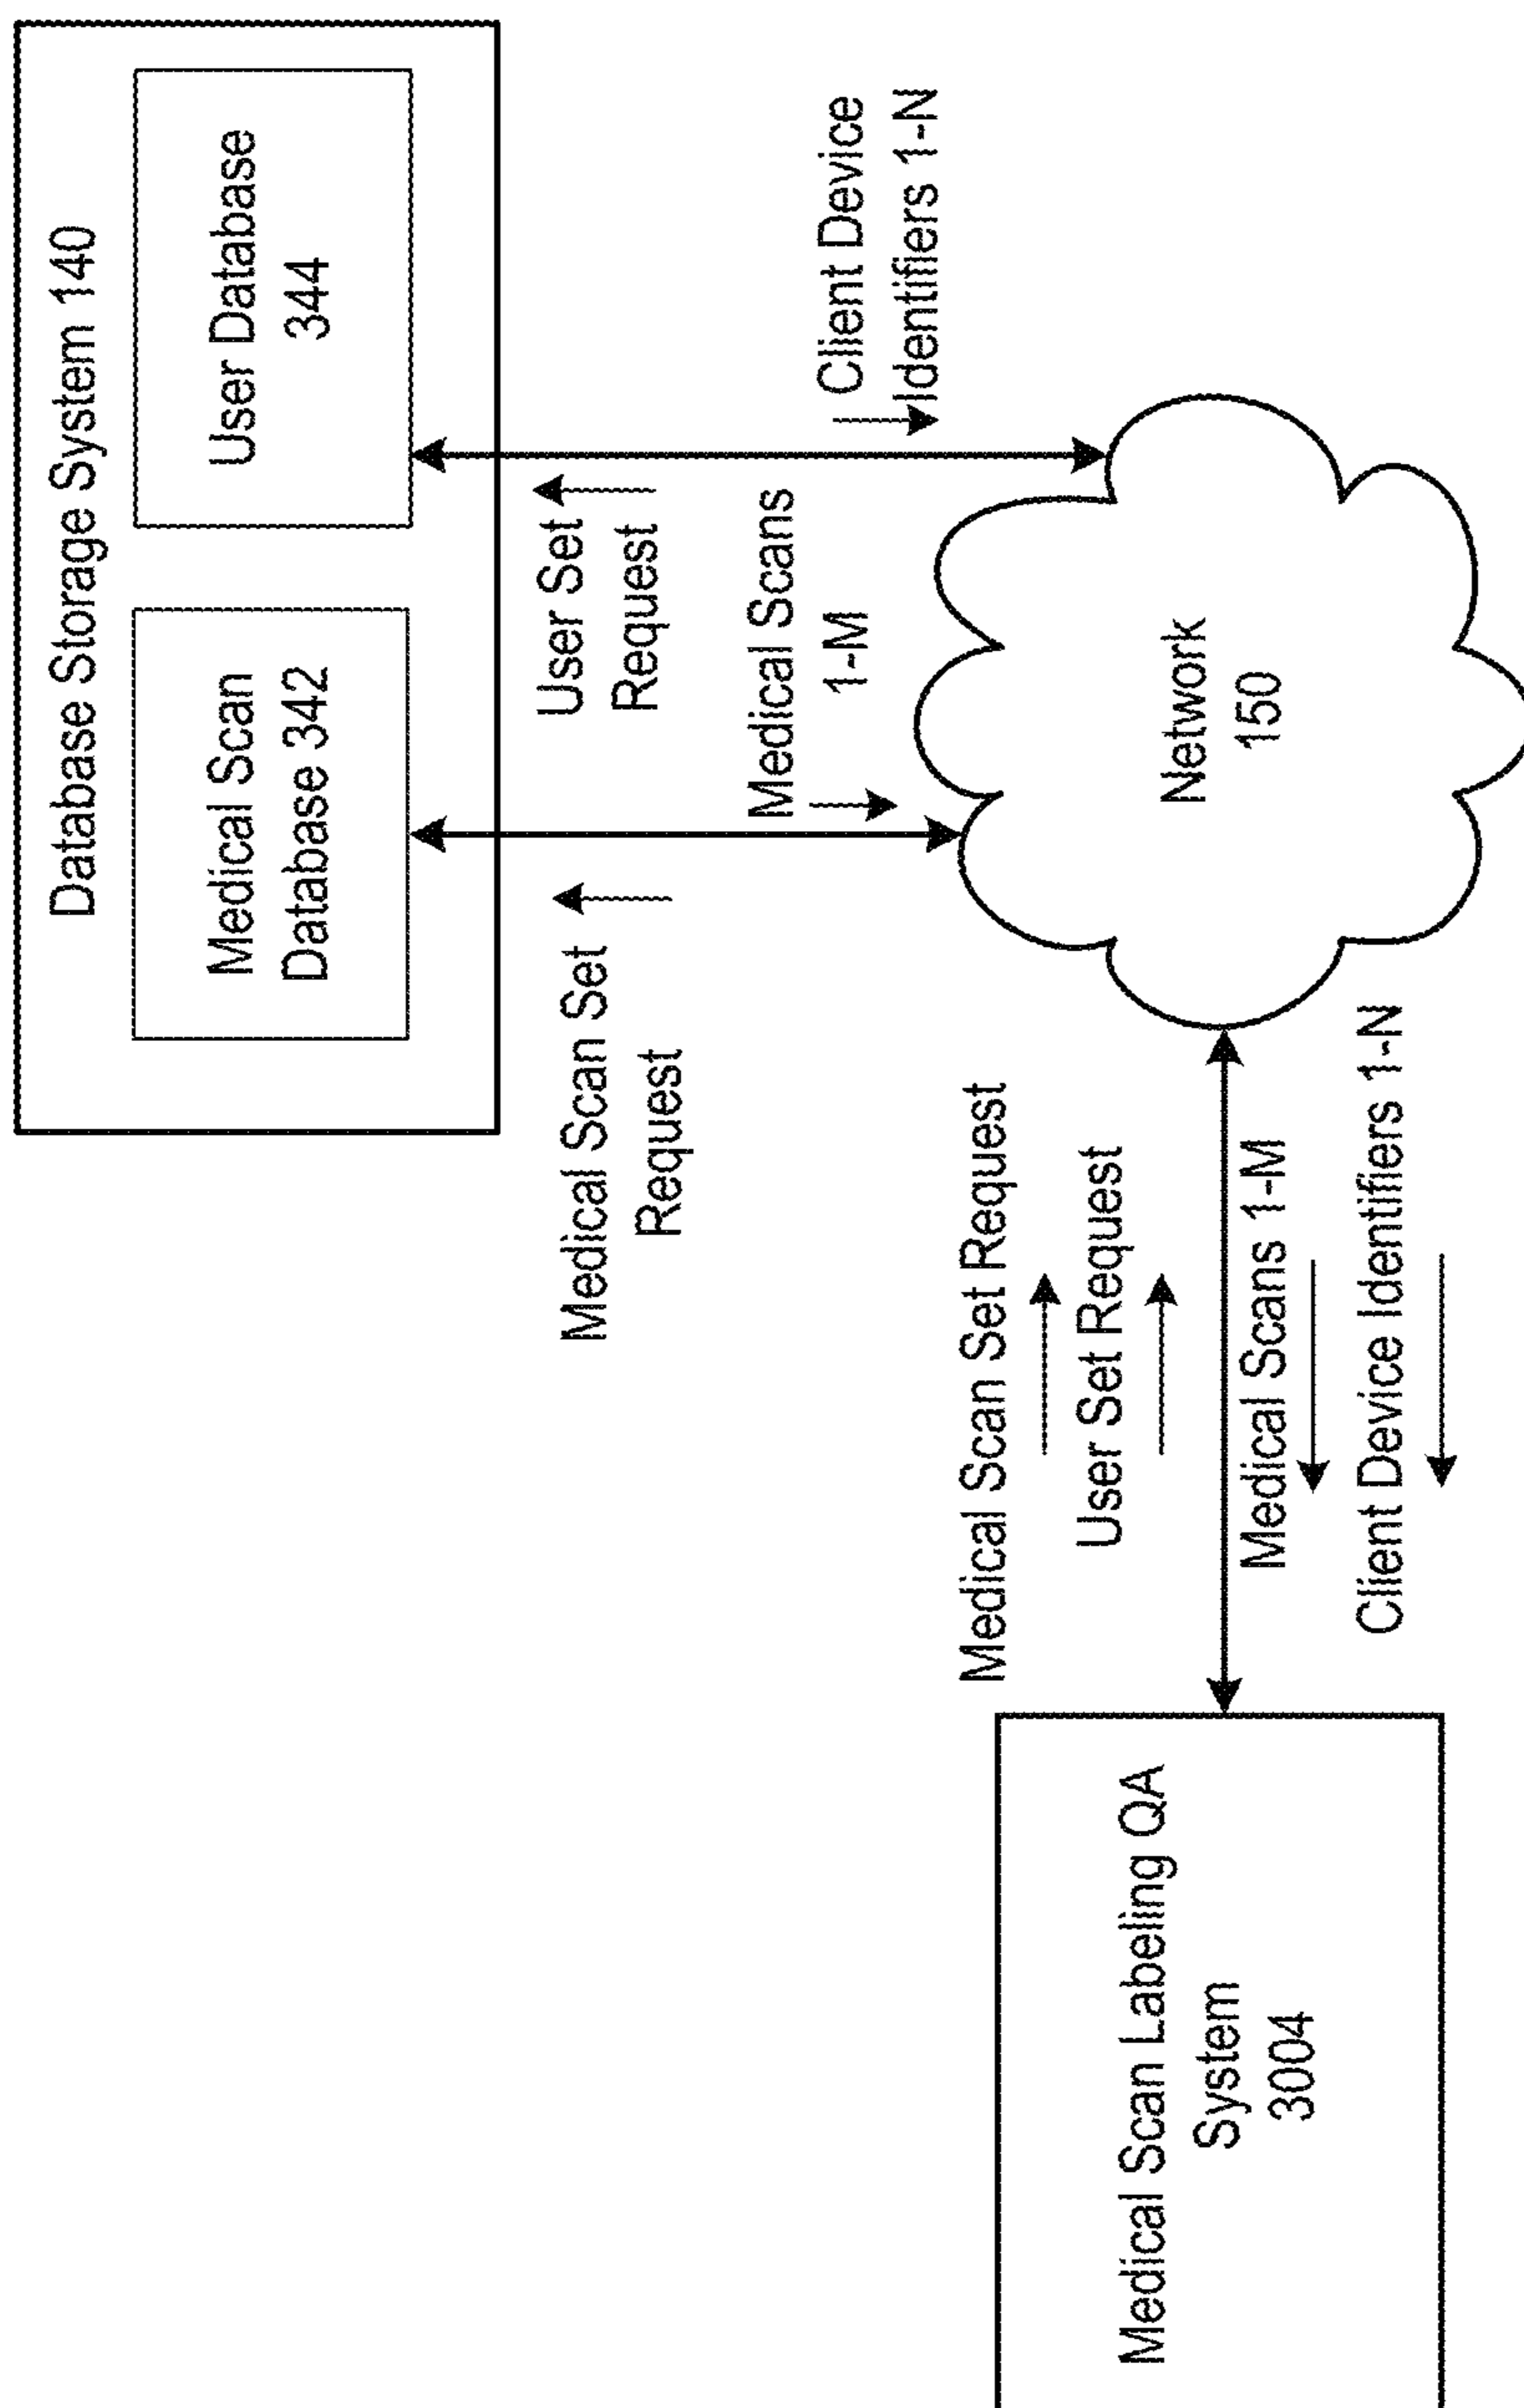 Database Storage System 140
Medical Scan
Database 342
User Database
344
Medical Scan Set
Request
User Set
Request
Medical Scans
1-M
Client Device
Identifiers 1-N
Medical Scan Set Request
User Set Request
Medical Scans 1-M
Client Device Identifiers 1-N
Network
150
Medical Scan Labeling QA
System
3004